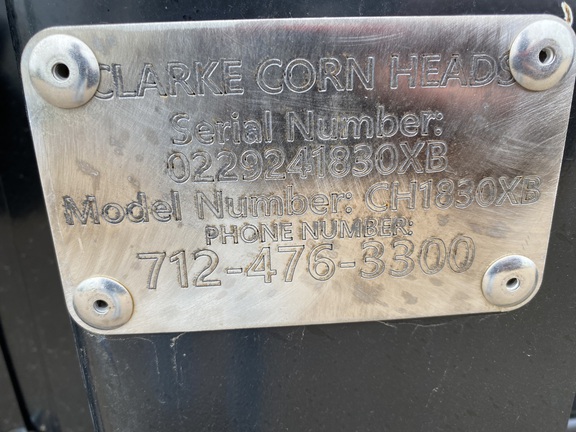 CLARKE CORN HEADS
Serial Number:
0229241830XB
Model Number: CH1830XB
PHONE NUMBER:
712-476-3300